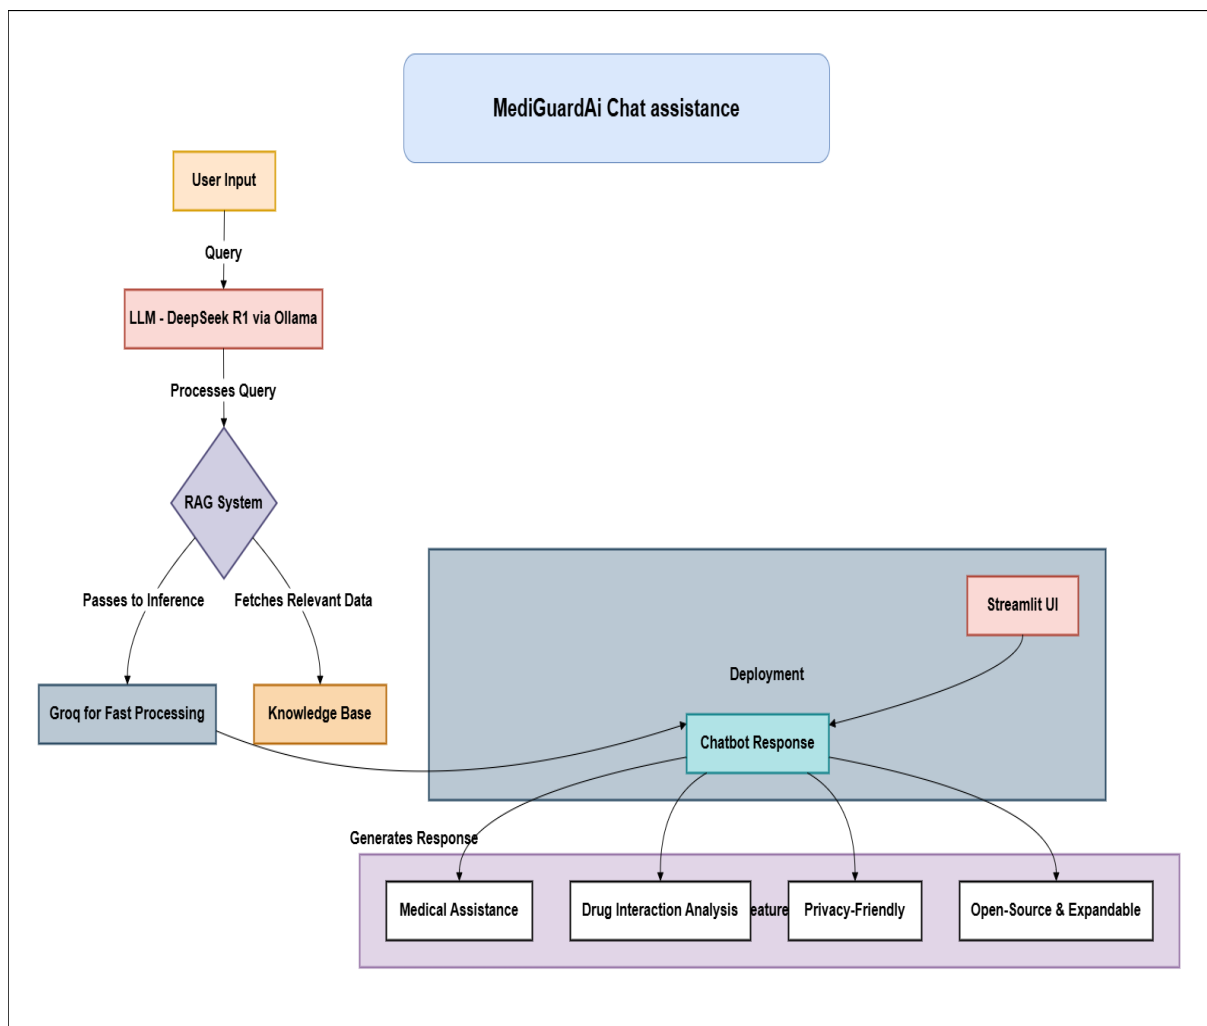 MediGuardAi Chat assistance
User Input
Query
LLM - DeepSeek R1 via Ollama
Processes Query
RAG System
Passes to Inference
Fetches Relevant Data
Streamlit UI
Deployment
Groq for Fast Processing
Knowledge Base
Chatbot Response
Generates Response
Medical Assistance
Drug Interaction Analysis
eature
Privacy-Friendly
Open-Source & Expandable